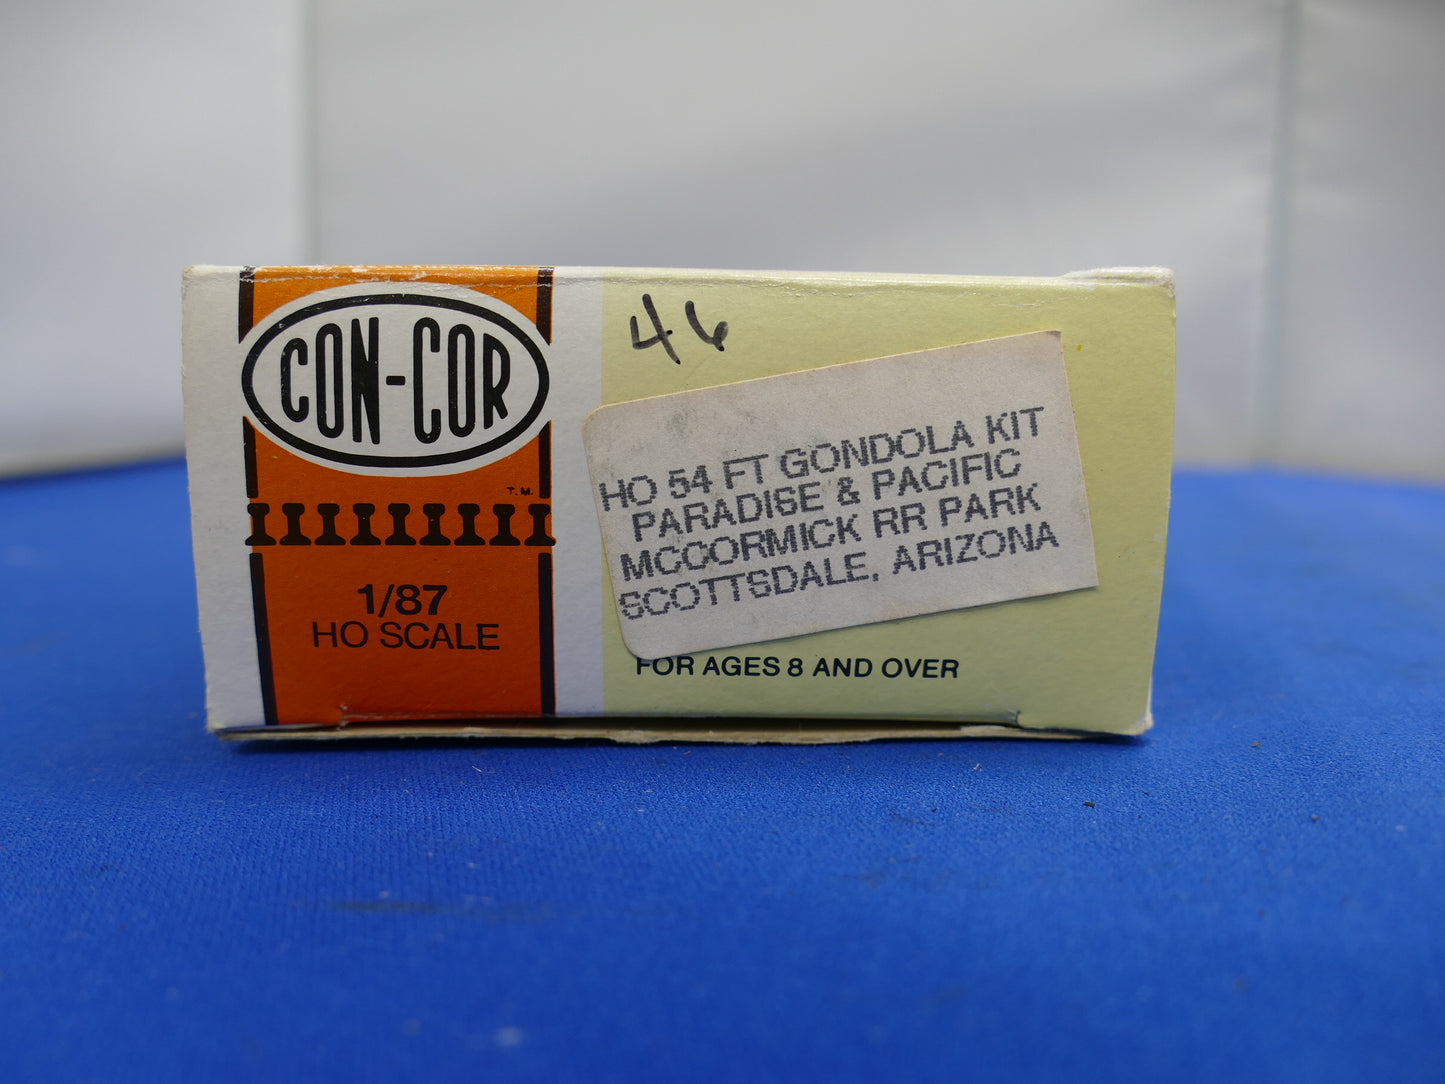 CON-COR
T.M.
1/87
HO SCALE
46
HO 54 FT GONDOLA KIT
PARADISE & PACIFIC
MCCORMICK RR PARK
SCOTTSDALE, ARIZONA
FOR AGES 8 AND OVER